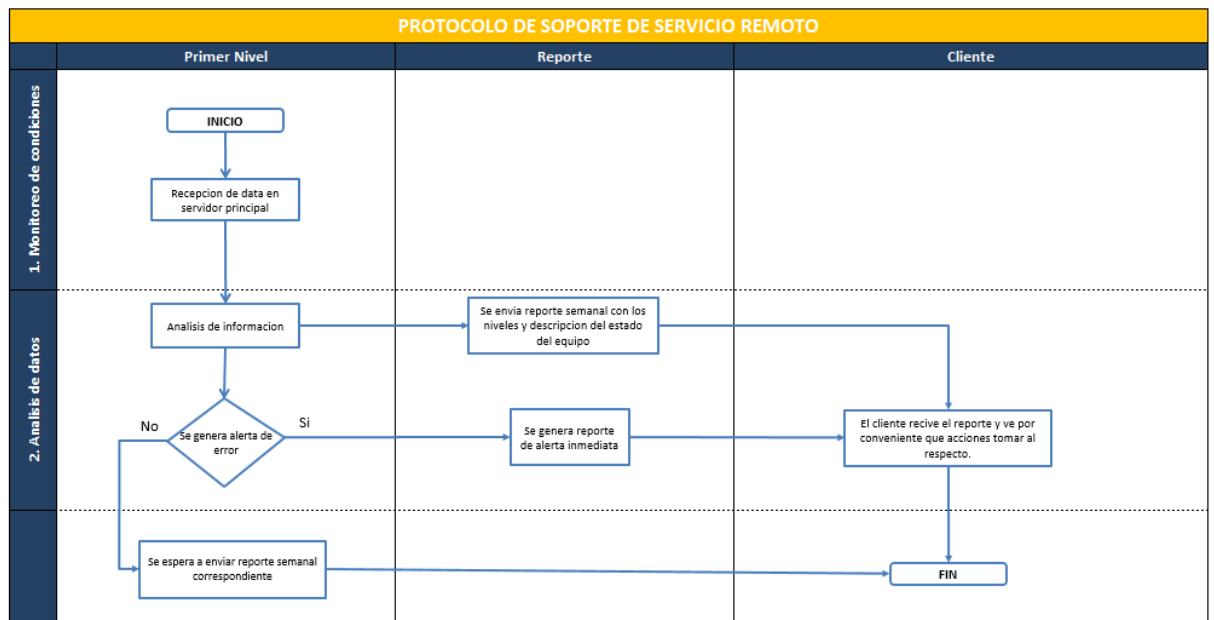 PROTOCOLO DE SOPORTE DE SERVICIO REMOTO
Primer Nivel
Reporte
Cliente
1. Monitoreo de condiciones
INICIO
Recepcion de data en
servidor principal
2. Analisis de datos
Analisis de informacion
Se envia reporte semanal con los
niveles y descripcion del estado
del equipo
No
Si
Se genera alerta de
error
Se genera reporte
de alerta inmediata
El cliente recive el reporte y ve por
conveniente que acciones tomar al
respecto.
Se espera a enviar reporte semanal
correspondiente
FIN